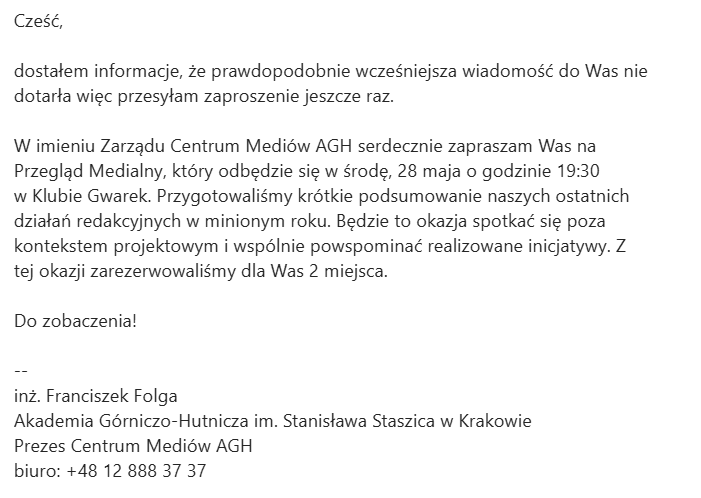 Cześć,
dostałem informacje, że prawdopodobnie wcześniejsza wiadomość do Was nie
dotarła więc przesyłam zaproszenie jeszcze raz.
W imieniu Zarządu Centrum Mediów AGH serdecznie zapraszam Was na
Przegląd Medialny, który odbędzie się w środę, 28 maja o godzinie 19:30
w Klubie Gwarek. Przygotowaliśmy krótkie podsumowanie naszych ostatnich
działań redakcyjnych w minionym roku. Będzie to okazja spotkać się poza
kontekstem projektowym i wspólnie powspominać realizowane inicjatywy. Z
tej okazji zarezerwowaliśmy dla Was 2 miejsca.
Do zobaczenia!
--
inż. Franciszek Folga
Akademia Górniczo-Hutnicza im. Stanisława Staszica w Krakowie
Prezes Centrum Mediów AGH
biuro: +48 12 888 37 37